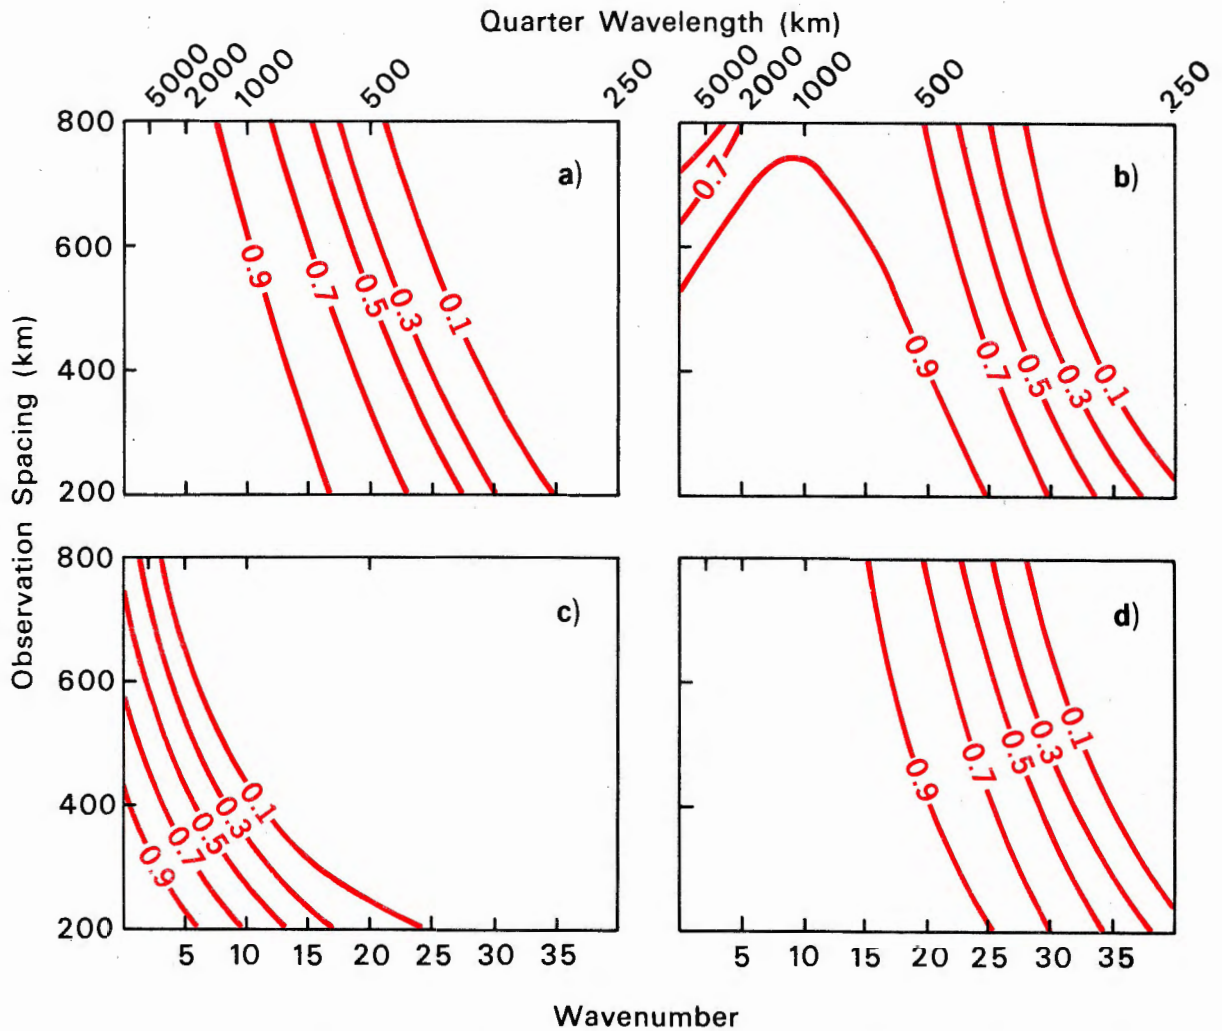 Quarter Wavelength (km)
5000 2000 1000 500 250
5000 2000 1000 500 250
800
600
400
200
a)
0.9 0.7 0.5 0.3 0.1
b)
0.7
0.9 0.7 0.5 0.3 0.1
Observation Spacing (km)
800
600
400
200
c)
0.9 0.7 0.5 0.3 0.1
d)
0.9 0.7 0.5 0.3 0.1
5 10 15 20 25 30 35
5 10 15 20 25 30 35
Wavenumber